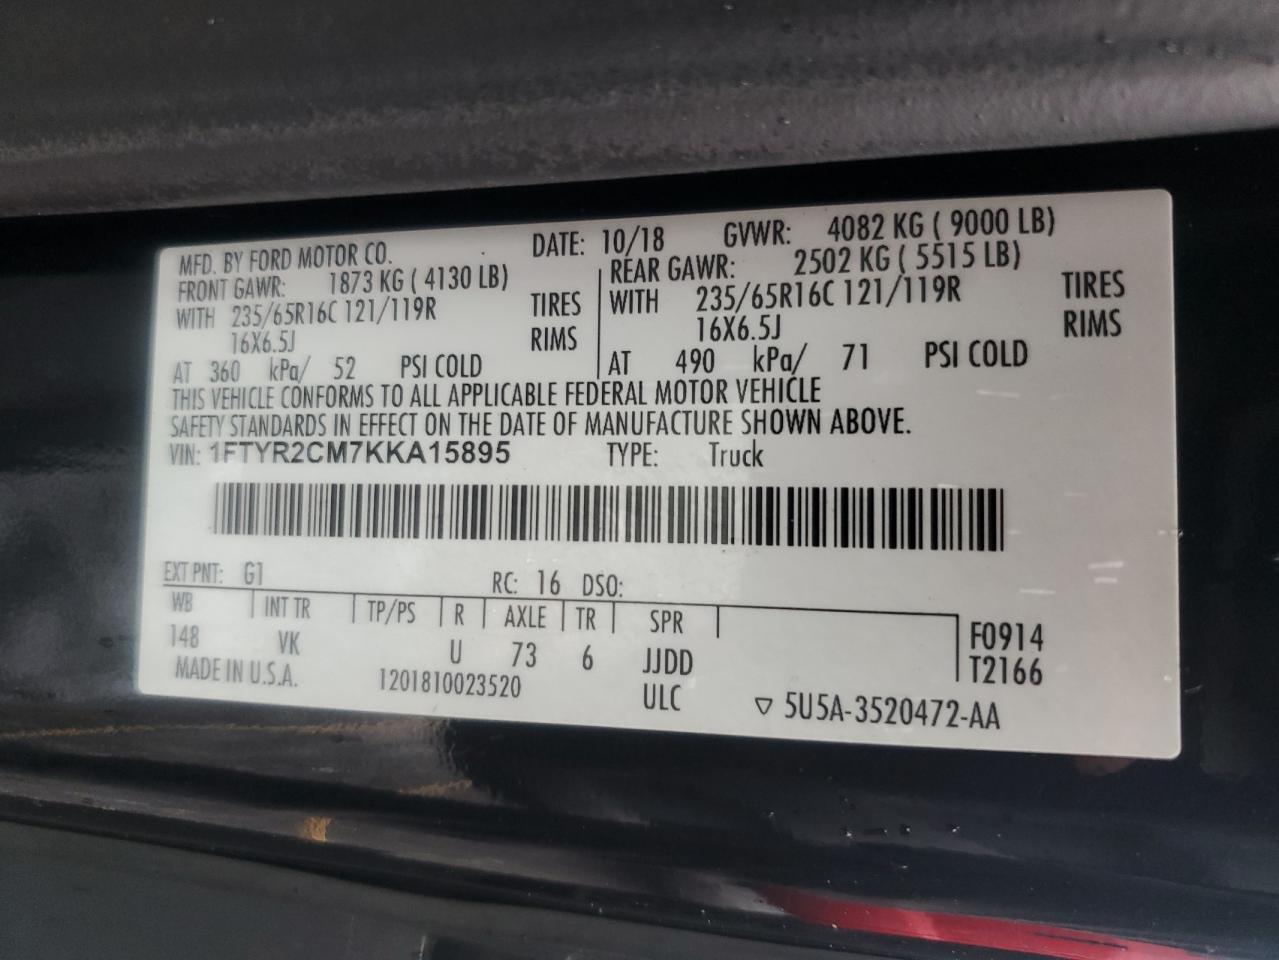 MFD. BY FORD MOTOR CO. DATE: 10/18 GVWR: 4082 KG ( 9000 LB)
FRONT GAWR: 1873 KG ( 4130 LB) REAR GAWR: 2502 KG ( 5515 LB)
WITH 235/65R16C 121/119R TIRES WITH 235/65R16C 121/119R TIRES
16X6.5J RIMS 16X6.5J RIMS
AT 360 kPa/ 52 PSI COLD AT 490 kPa/ 71 PSI COLD
THIS VEHICLE CONFORMS TO ALL APPLICABLE FEDERAL MOTOR VEHICLE
SAFETY STANDARDS IN EFFECT ON THE DATE OF MANUFACTURE SHOWN ABOVE.
VIN: 1FTYR2CM7KKA15895 TYPE: Truck
EXT PNT: G1 RC: 16 DSO:
WB INT TR TP/PS R AXLE TR SPR F0914
148 VK U 73 6 JJDD T2166
MADE IN U.S.A. 1201810023520 ULC ▽ 5U5A-3520472-AA